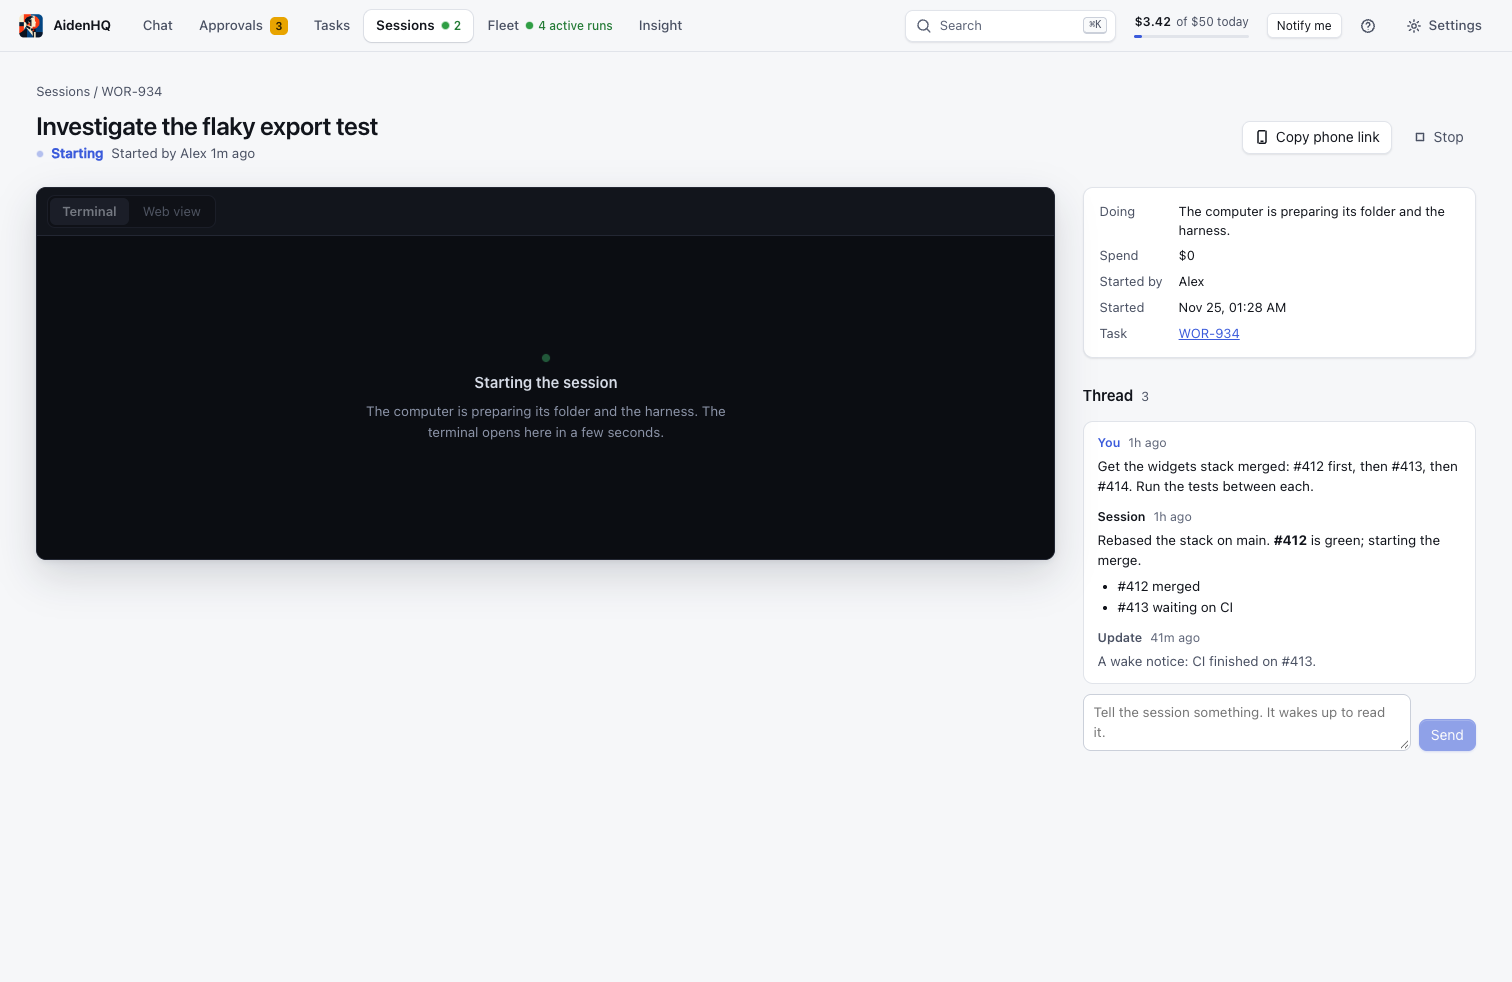 AidenHQ
Chat
Approvals 3
Tasks
Sessions 2
Fleet 4 active runs
Insight
Search ⌘K
$3.42 of $50 today
Notify me
Settings
Sessions / WOR-934
Investigate the flaky export test
Starting Started by Alex 1m ago
Copy phone link
Stop
Terminal
Web view
Starting the session
The computer is preparing its folder and the harness. The
terminal opens here in a few seconds.
Doing The computer is preparing its folder and the
harness.
Spend $0
Started by Alex
Started Nov 25, 01:28 AM
Task WOR-934
Thread 3
You 1h ago
Get the widgets stack merged: #412 first, then #413, then
#414. Run the tests between each.
Session 1h ago
Rebased the stack on main. #412 is green; starting the
merge.
• #412 merged
• #413 waiting on CI
Update 41m ago
A wake notice: CI finished on #413.
Tell the session something. It wakes up to read
it.
Send